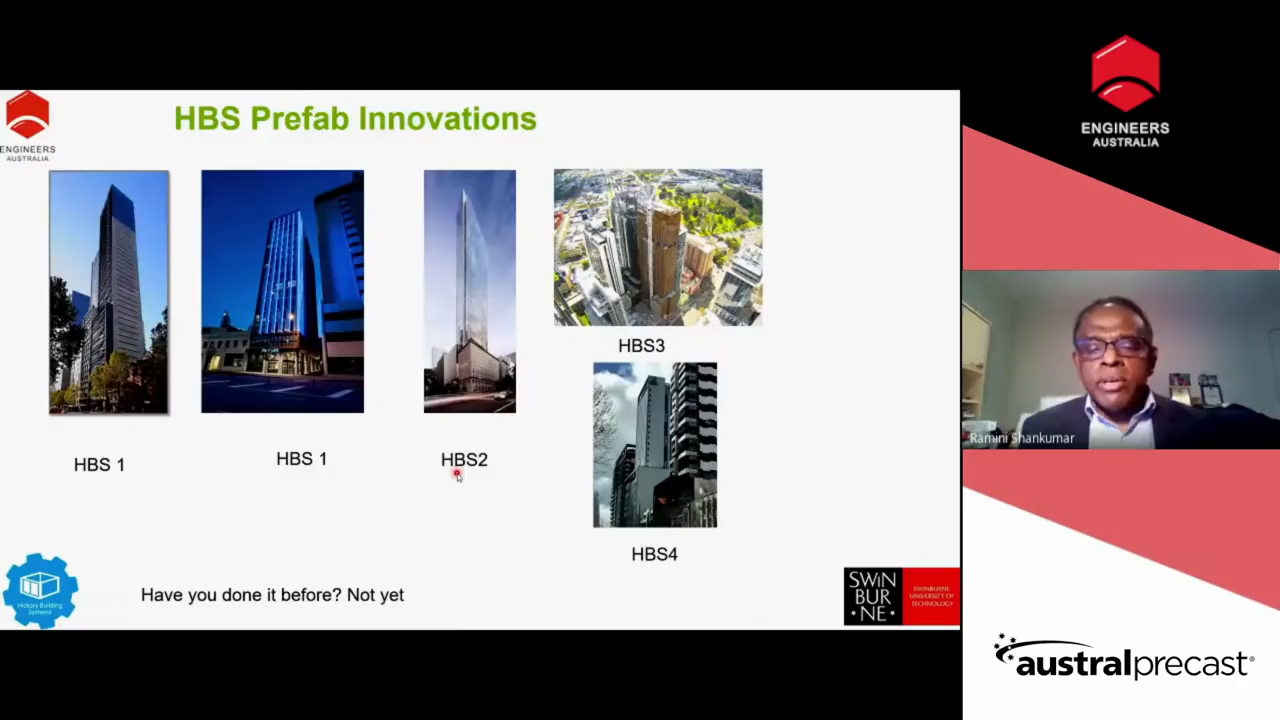 HBS Prefab Innovations
ENGINEERS
AUSTRALIA
HBS 1
HBS 1
HBS2
HBS3
HBS4
Have you done it before? Not yet
Hickory Building
Systems
SWiN
BUR
NE
SWINBURNE
UNIVERSITY OF
TECHNOLOGY
ENGINEERS
AUSTRALIA
Ramini Shankumar
australprecast®